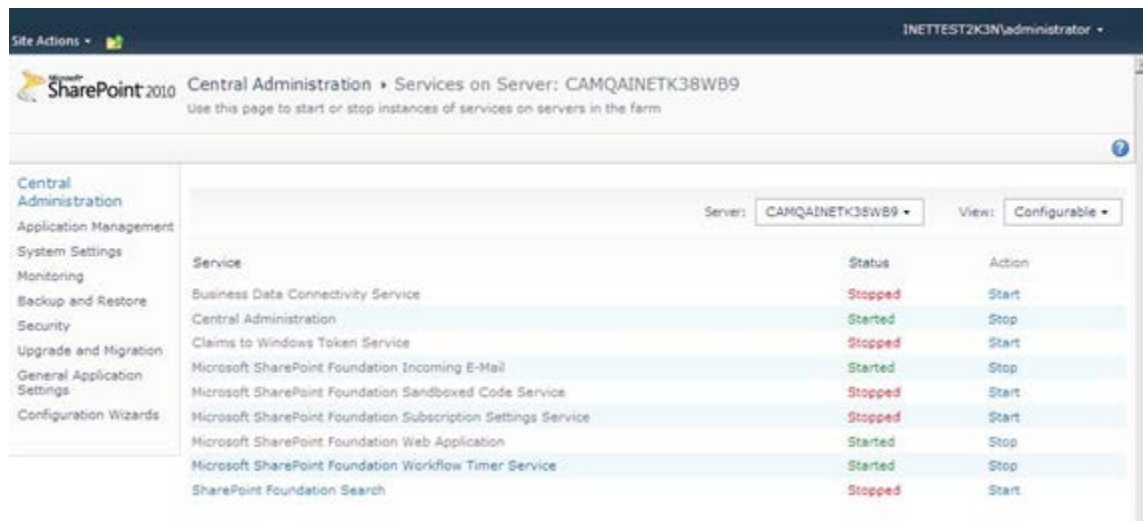 INETTEST2K3N\administrator
Site Actions
Microsoft
SharePoint 2010
Central Administration Services on Server: CAMQAINETK38WB9
Use this page to start or stop instances of services on servers in the farm
Central
Administration
Application Management
System Settings
Monitoring
Backup and Restore
Security
Upgrade and Migration
General Application
Settings
Configuration Wizards
Server: CAMQAINETK38WB9 View: Configurable
Service Status Action
Business Data Connectivity Service Stopped Start
Central Administration Started Stop
Claims to Windows Token Service Stopped Start
Microsoft SharePoint Foundation Incoming E-Mail Started Stop
Microsoft SharePoint Foundation Sandboxed Code Service Stopped Start
Microsoft SharePoint Foundation Subscription Settings Service Stopped Start
Microsoft SharePoint Foundation Web Application Started Stop
Microsoft SharePoint Foundation Workflow Timer Service Started Stop
SharePoint Foundation Search Stopped Start